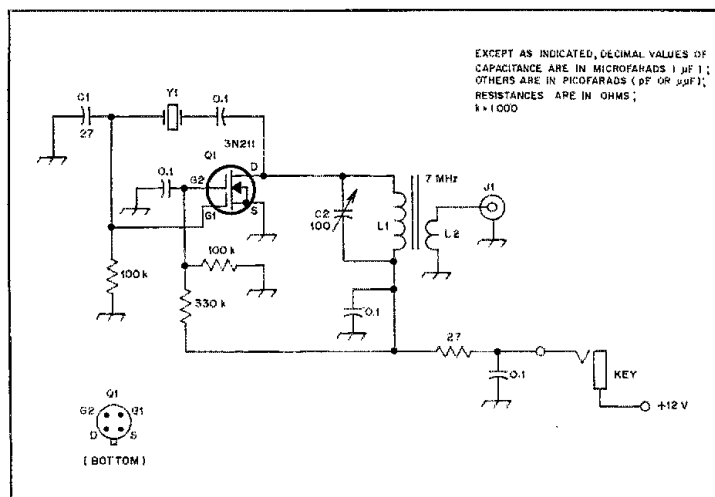 EXCEPT AS INDICATED, DECIMAL VALUES OF
CAPACITANCE ARE IN MICROFARADS ( µF );
OTHERS ARE IN PICOFARADS ( pF OR µµF);
RESISTANCES ARE IN OHMS;
k=1000
C1
27
Y1
0.1
3N211
Q1
D
0.1
G2
G1
S
C2
100
L1
7 MHz
L2
J1
100 k
100 k
330 k
0.1
27
0.1
KEY
+12 V
Q1
G2
G1
D
S
(BOTTOM)